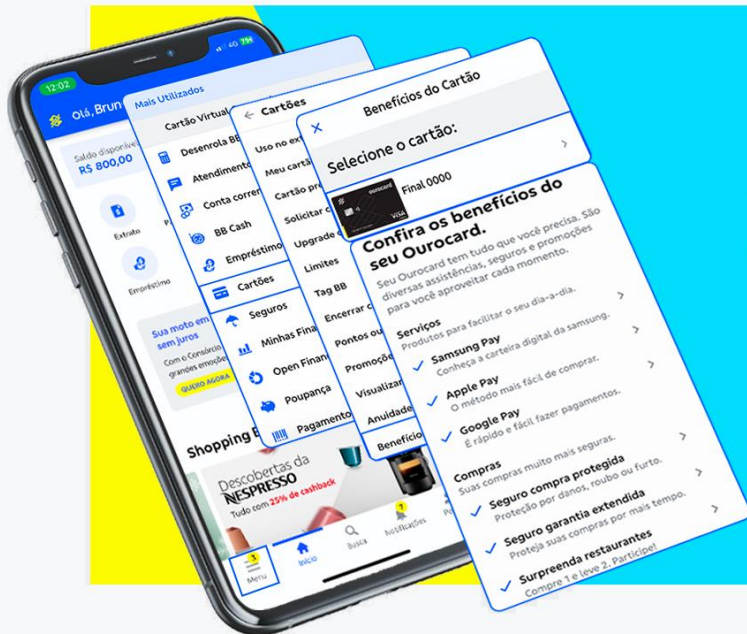 12:02
4G 794
Olá, Brun
Saldo disponível
R$ 800,00
Extrato
Empréstimo
Sua moto em
sem juros
Com o Consórcio
grandes emoções
QUERO AGORA
Shopping B
Descobertas da
NESPRESSO
Tudo com 25% de cashback
3
Menu
Início
Busca
Notificações
Mais Utilizados
Cartão Virtual
Desenrola BB
Atendimento
Conta corren
BB Cash
Empréstimo
Cartões
Seguros
Minhas Fina
Open Finan
Poupança
Pagamento
Cartões
Uso no ext
Meu cartã
Cartão pr
Solicitar c
Upgrade
Limites
Tag BB
Encerrar c
Pontos ou
Promoçõe
Visualizar
Anuidade
Benefício
Benefícios do Cartão
Selecione o cartão:
ourocard
VISA
Final 0000
Confira os benefícios do
seu Ourocard.
Seu Ourocard tem tudo que você precisa. São
diversas assistências, seguros e promoções
para você aproveitar cada momento.
Serviços
Produtos para facilitar o seu dia-a-dia.
Samsung Pay
Conheça a carteira digital da samsung.
Apple Pay
O método mais fácil de comprar.
Google Pay
É rápido e fácil fazer pagamentos.
Compras
Suas compras muito mais seguras.
Seguro compra protegida
Proteção por danos, roubo ou furto.
Seguro garantia extendida
Proteja suas compras por mais tempo.
Surpreenda restaurantes
Compre 1 e leve 2. Participe!